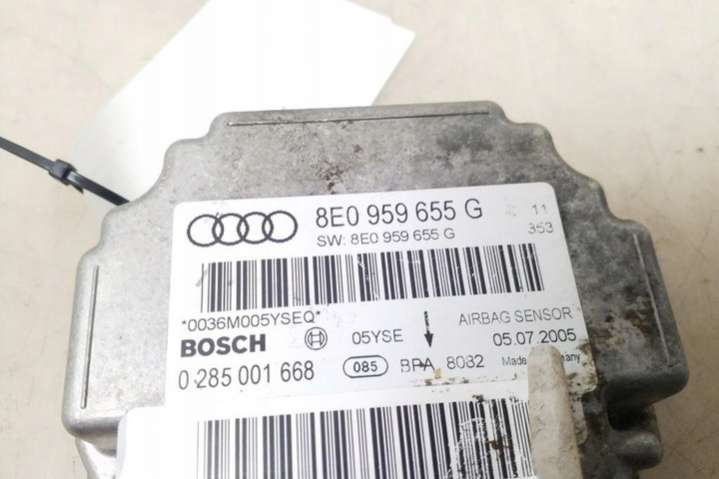 8E0 959 655 G 11
SW: 8E0 959 655 G 353
*0036M005YSEQ*
AIRBAG SENSOR
BOSCH 05YSE 05.07.2005
0 285 001 668 085 BPA 8082 Made